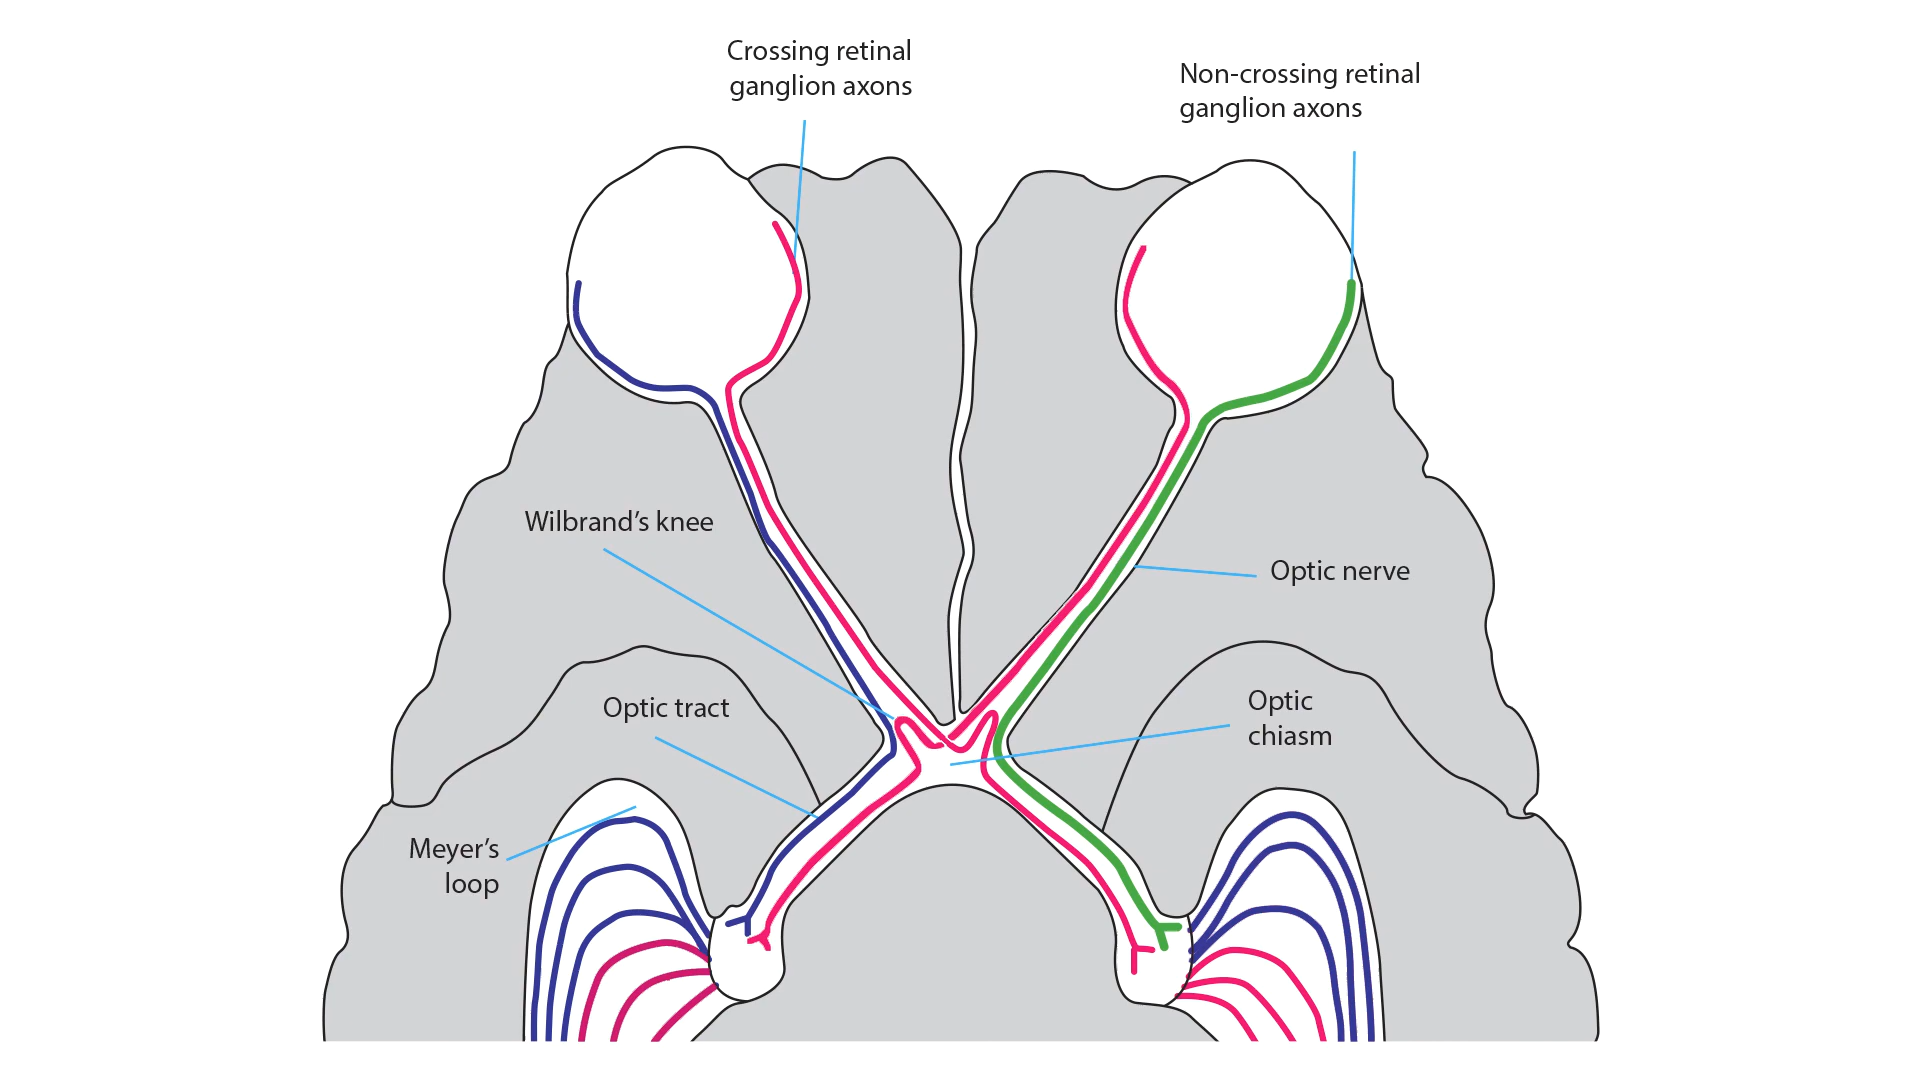 Crossing retinal
ganglion axons
Non-crossing retinal
ganglion axons
Wilbrand’s knee
Optic nerve
Optic tract
Optic
chiasm
Meyer’s
loop